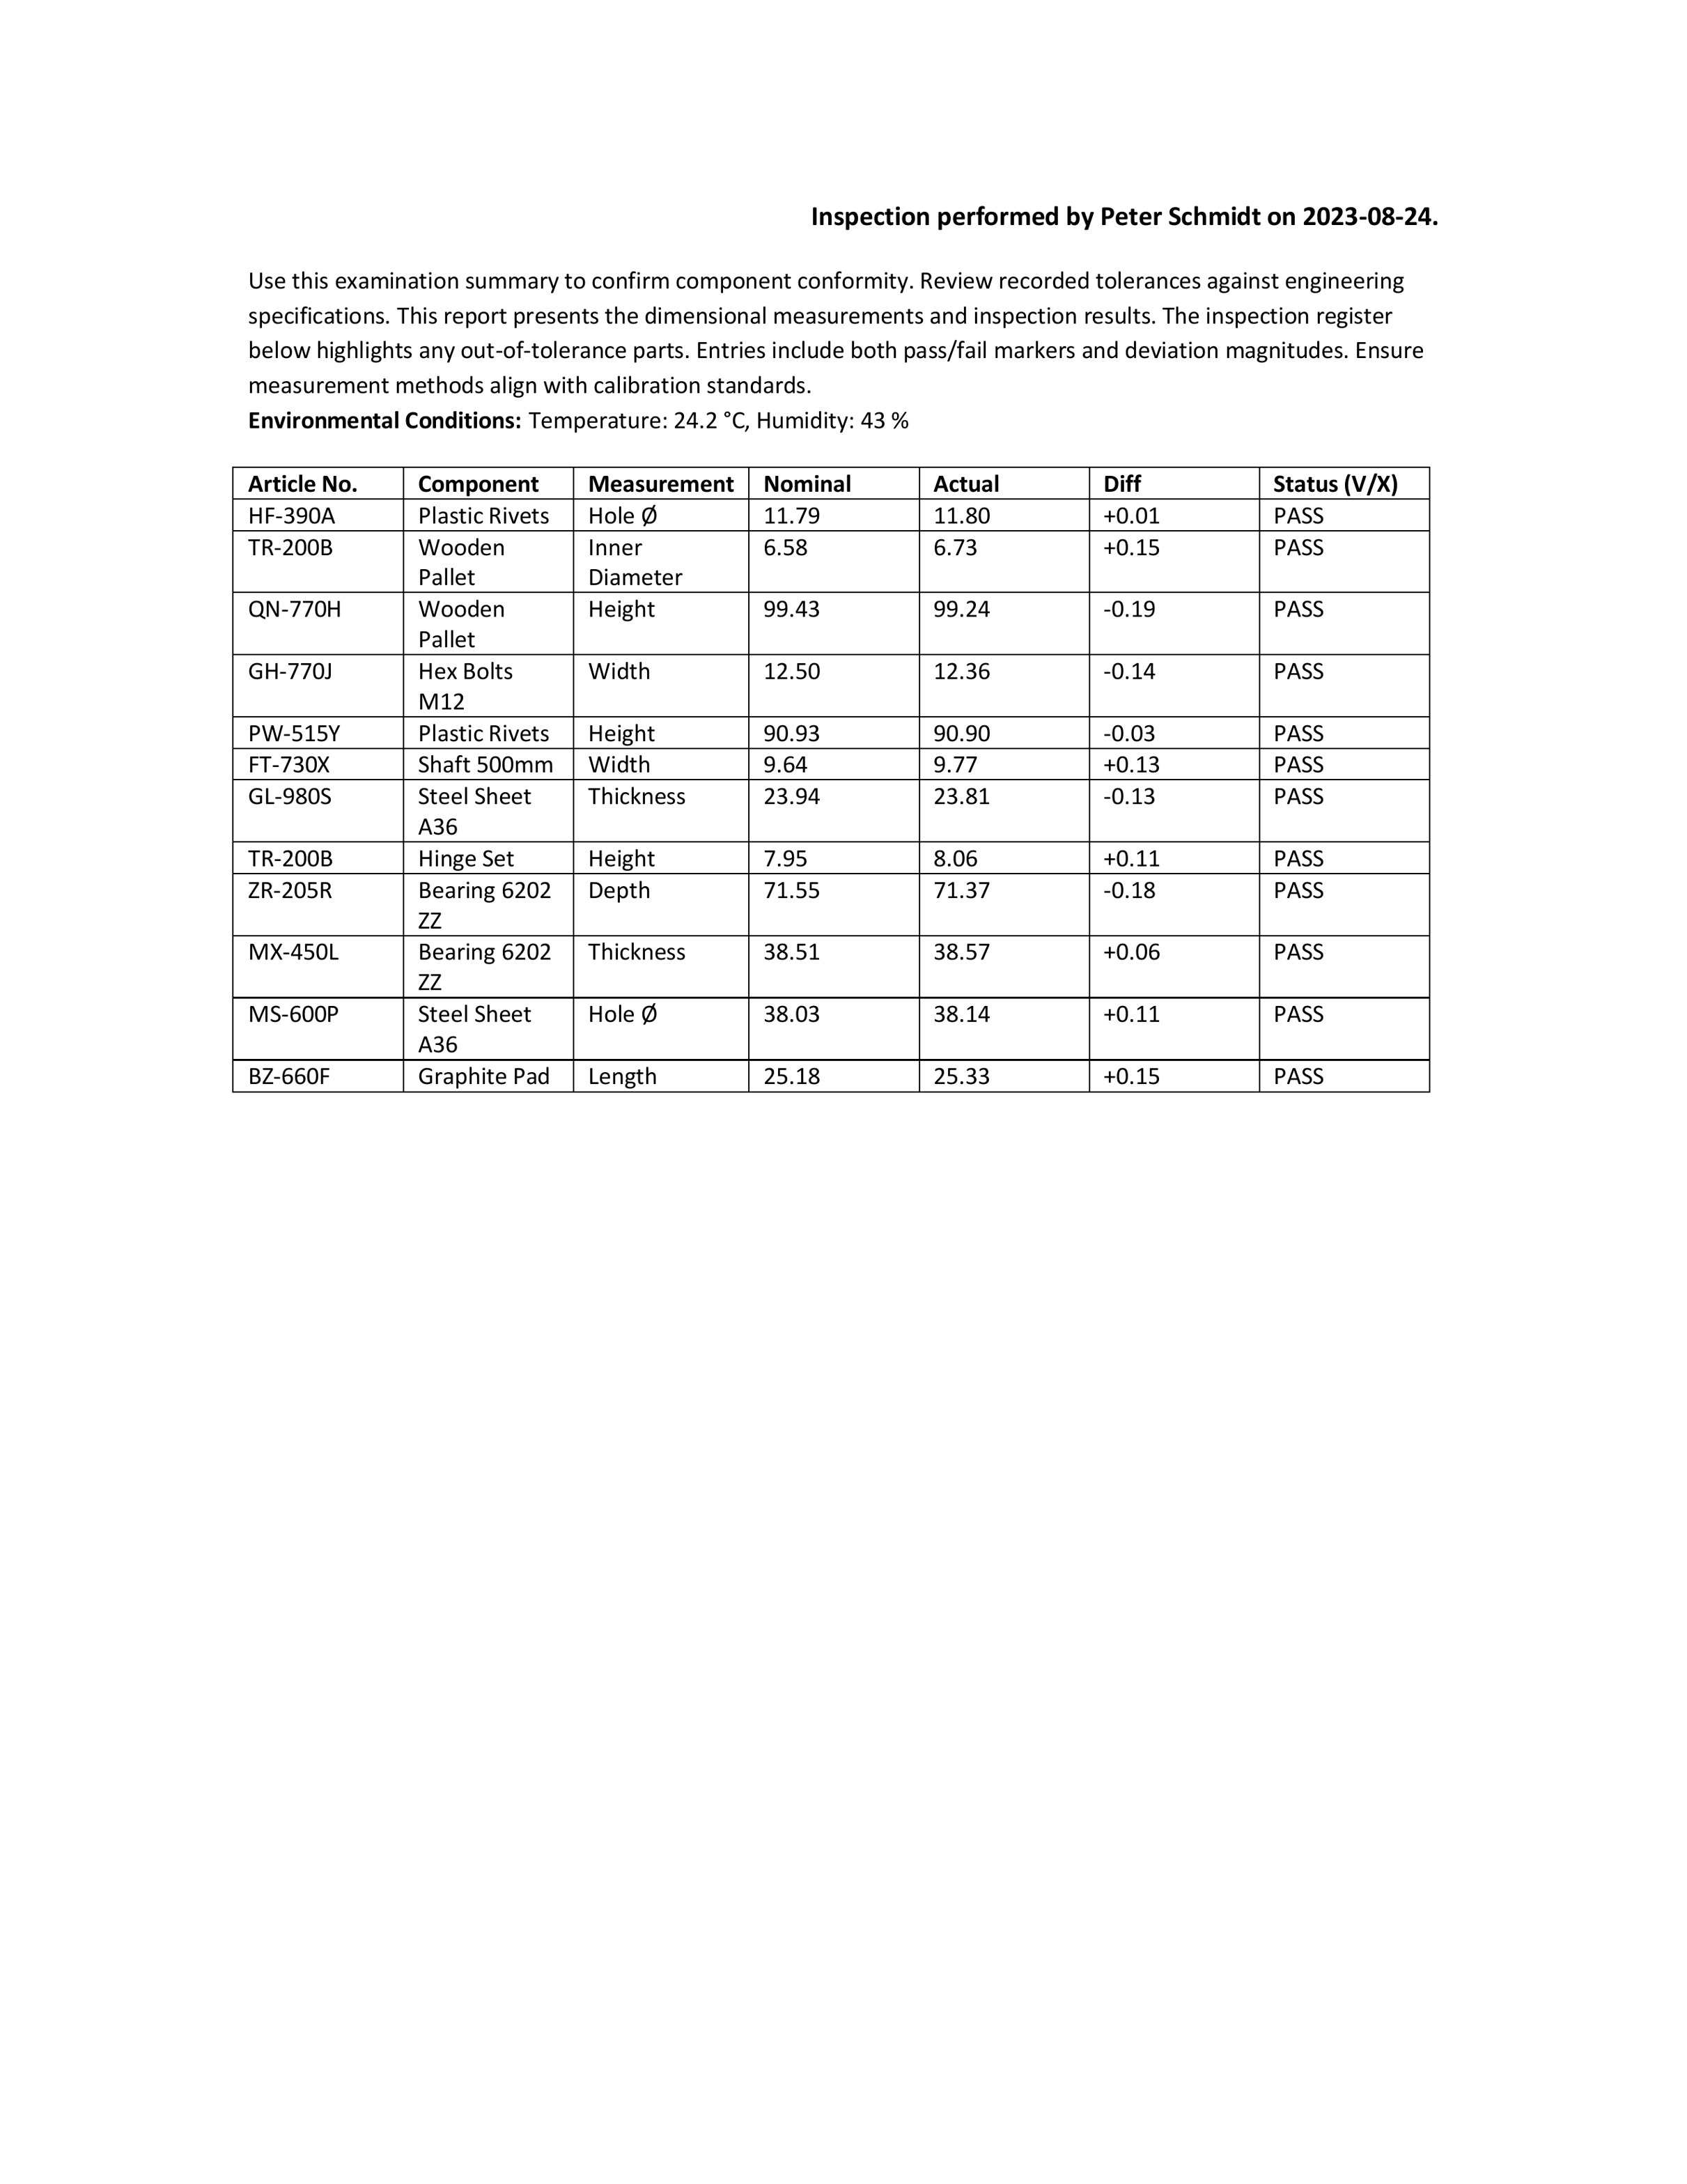 Inspection performed by Peter Schmidt on 2023-08-24.
Use this examination summary to confirm component conformity. Review recorded tolerances against engineering
specifications. This report presents the dimensional measurements and inspection results. The inspection register
below highlights any out-of-tolerance parts. Entries include both pass/fail markers and deviation magnitudes. Ensure
measurement methods align with calibration standards.
Environmental Conditions: Temperature: 24.2 °C, Humidity: 43 %
Article No. Component Measurement Nominal Actual Diff Status (V/X)
HF-390A Plastic Rivets Hole Ø 11.79 11.80 +0.01 PASS
TR-200B Wooden Inner 6.58 6.73 +0.15 PASS
Pallet Diameter
QN-770H Wooden Height 99.43 99.24 -0.19 PASS
Pallet
GH-770J Hex Bolts Width 12.50 12.36 -0.14 PASS
M12
PW-515Y Plastic Rivets Height 90.93 90.90 -0.03 PASS
FT-730X Shaft 500mm Width 9.64 9.77 +0.13 PASS
GL-980S Steel Sheet Thickness 23.94 23.81 -0.13 PASS
A36
TR-200B Hinge Set Height 7.95 8.06 +0.11 PASS
ZR-205R Bearing 6202 Depth 71.55 71.37 -0.18 PASS
ZZ
MX-450L Bearing 6202 Thickness 38.51 38.57 +0.06 PASS
ZZ
MS-600P Steel Sheet Hole Ø 38.03 38.14 +0.11 PASS
A36
BZ-660F Graphite Pad Length 25.18 25.33 +0.15 PASS